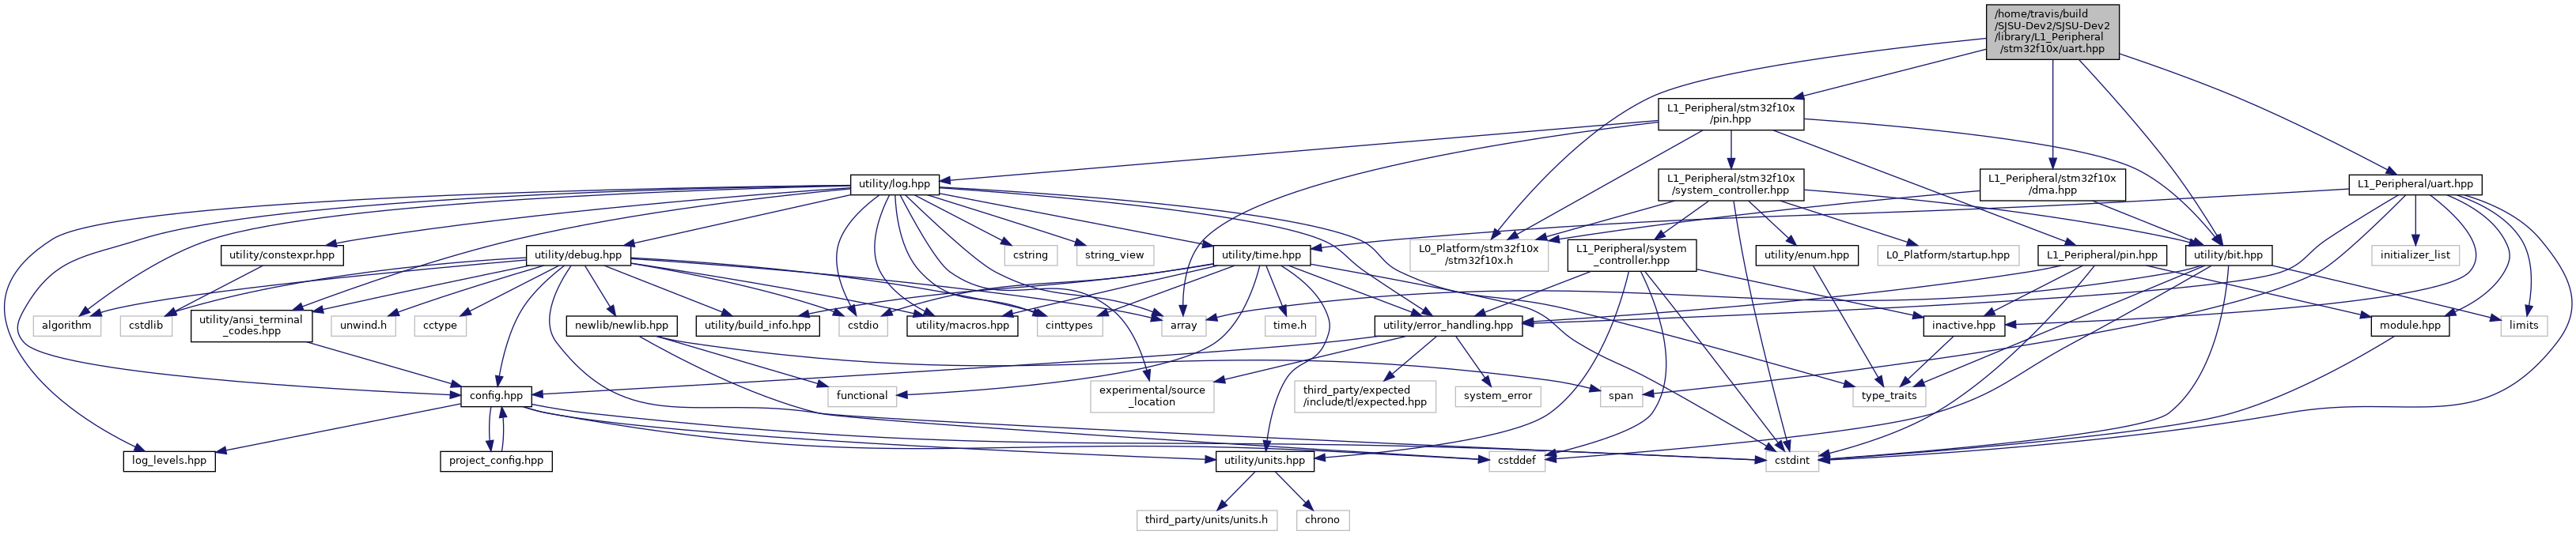 /home/travis/build
/SJSU-Dev2/SJSU-Dev2
/library/L1_Peripheral
/stm32f10x/uart.hpp
L1_Peripheral/stm32f10x
/pin.hpp
utility/log.hpp
L1_Peripheral/stm32f10x
/system_controller.hpp
L1_Peripheral/stm32f10x
/dma.hpp
L1_Peripheral/uart.hpp
utility/constexpr.hpp
utility/debug.hpp
cstring
string_view
utility/time.hpp
L0_Platform/stm32f10x
/stm32f10x.h
L1_Peripheral/system
_controller.hpp
utility/enum.hpp
L0_Platform/startup.hpp
L1_Peripheral/pin.hpp
utility/bit.hpp
initializer_list
algorithm
cstdlib
utility/ansi_terminal
_codes.hpp
unwind.h
cctype
newlib/newlib.hpp
utility/build_info.hpp
cstdio
utility/macros.hpp
cinttypes
array
time.h
utility/error_handling.hpp
inactive.hpp
module.hpp
limits
config.hpp
functional
experimental/source
_location
third_party/expected
/include/tl/expected.hpp
system_error
span
type_traits
log_levels.hpp
project_config.hpp
utility/units.hpp
cstddef
cstdint
third_party/units/units.h
chrono